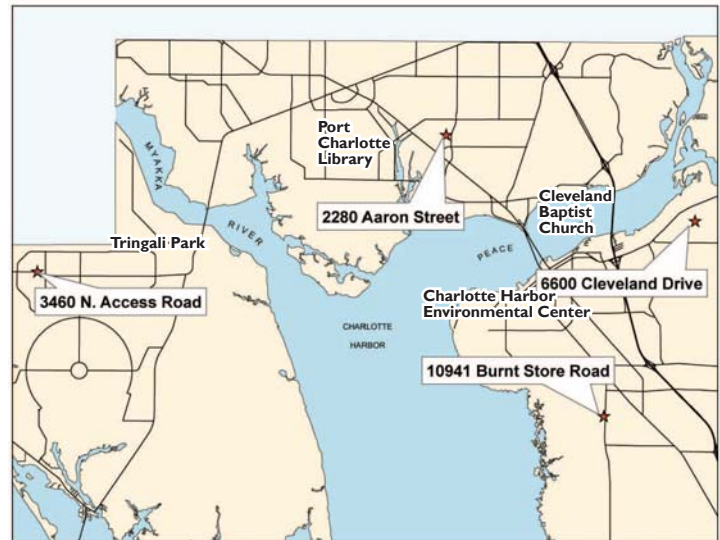 Port
Charlotte
Library
2280 Aaron Street
MYAKKA
RIVER
Tringali Park
3460 N. Access Road
Cleveland
Baptist
Church
PEACE
6600 Cleveland Drive
Charlotte Harbor
Environmental Center
CHARLOTTE
HARBOR
10941 Burnt Store Road